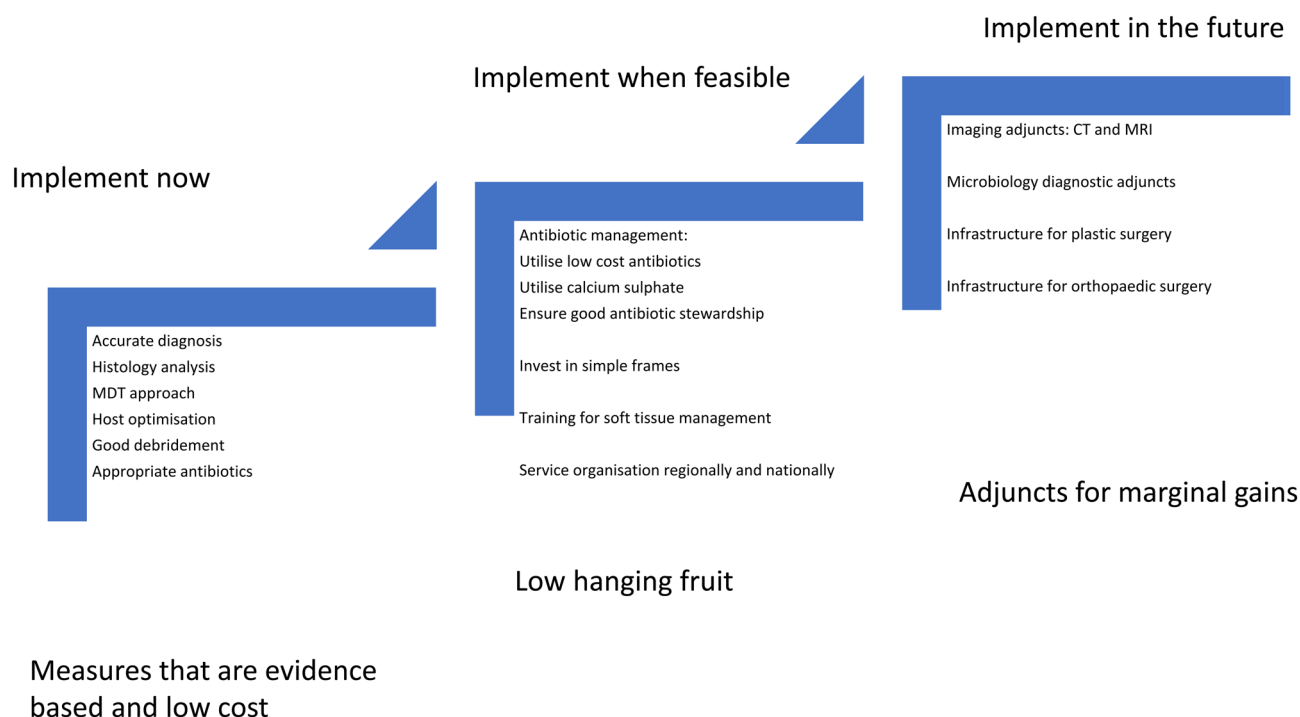 Implement now
Accurate diagnosis
Histology analysis
MDT approach
Host optimisation
Good debridement
Appropriate antibiotics
Measures that are evidence
based and low cost
Implement when feasible
Antibiotic management:
Utilise low cost antibiotics
Utilise calcium sulphate
Ensure good antibiotic stewardship
Invest in simple frames
Training for soft tissue management
Service organisation regionally and nationally
Low hanging fruit
Implement in the future
Imaging adjuncts: CT and MRI
Microbiology diagnostic adjuncts
Infrastructure for plastic surgery
Infrastructure for orthopaedic surgery
Adjuncts for marginal gains